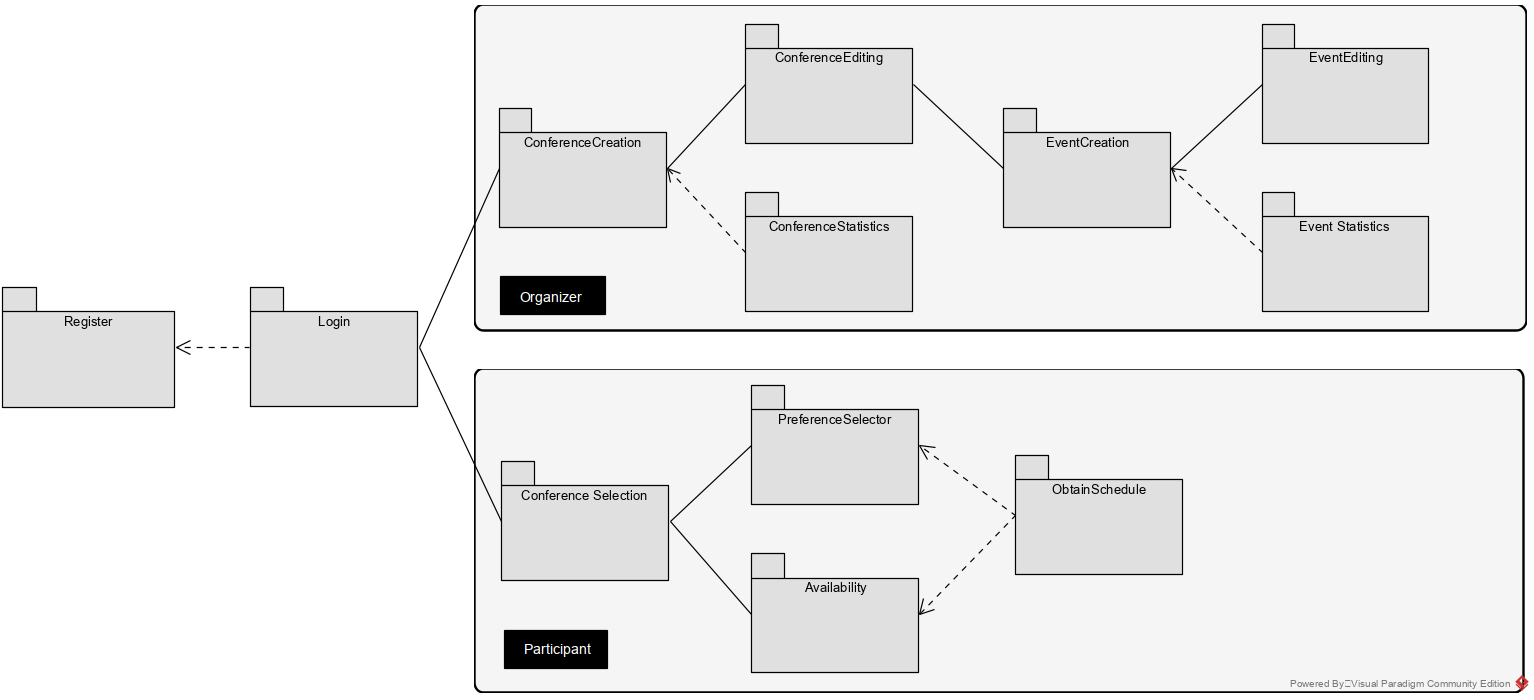 ConferenceEditing
EventEditing
ConferenceCreation
EventCreation
ConferenceStatistics
Event Statistics
Organizer
Register
Login
PreferenceSelector
Conference Selection
ObtainSchedule
Availability
Participant
Powered By Visual Paradigm Community Edition